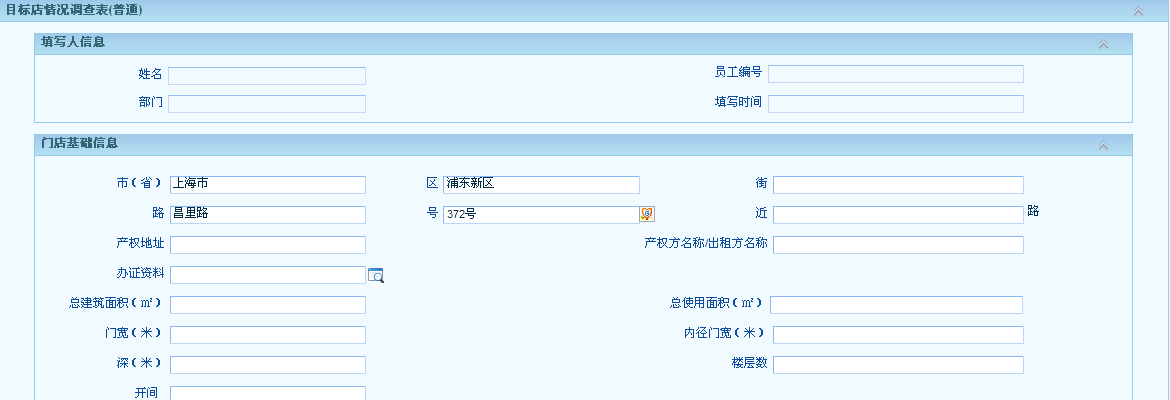 目标店情况调查表(普通)
填写人信息
姓名 员工编号
部门 填写时间
门店基础信息
市（省） 上海市 区 浦东新区 街
路 昌里路 号 372号 近 路
产权地址 产权方名称/出租方名称
办证资料
总建筑面积（㎡） 总使用面积（㎡）
门宽（米） 内径门宽（米）
深（米） 楼层数
开间